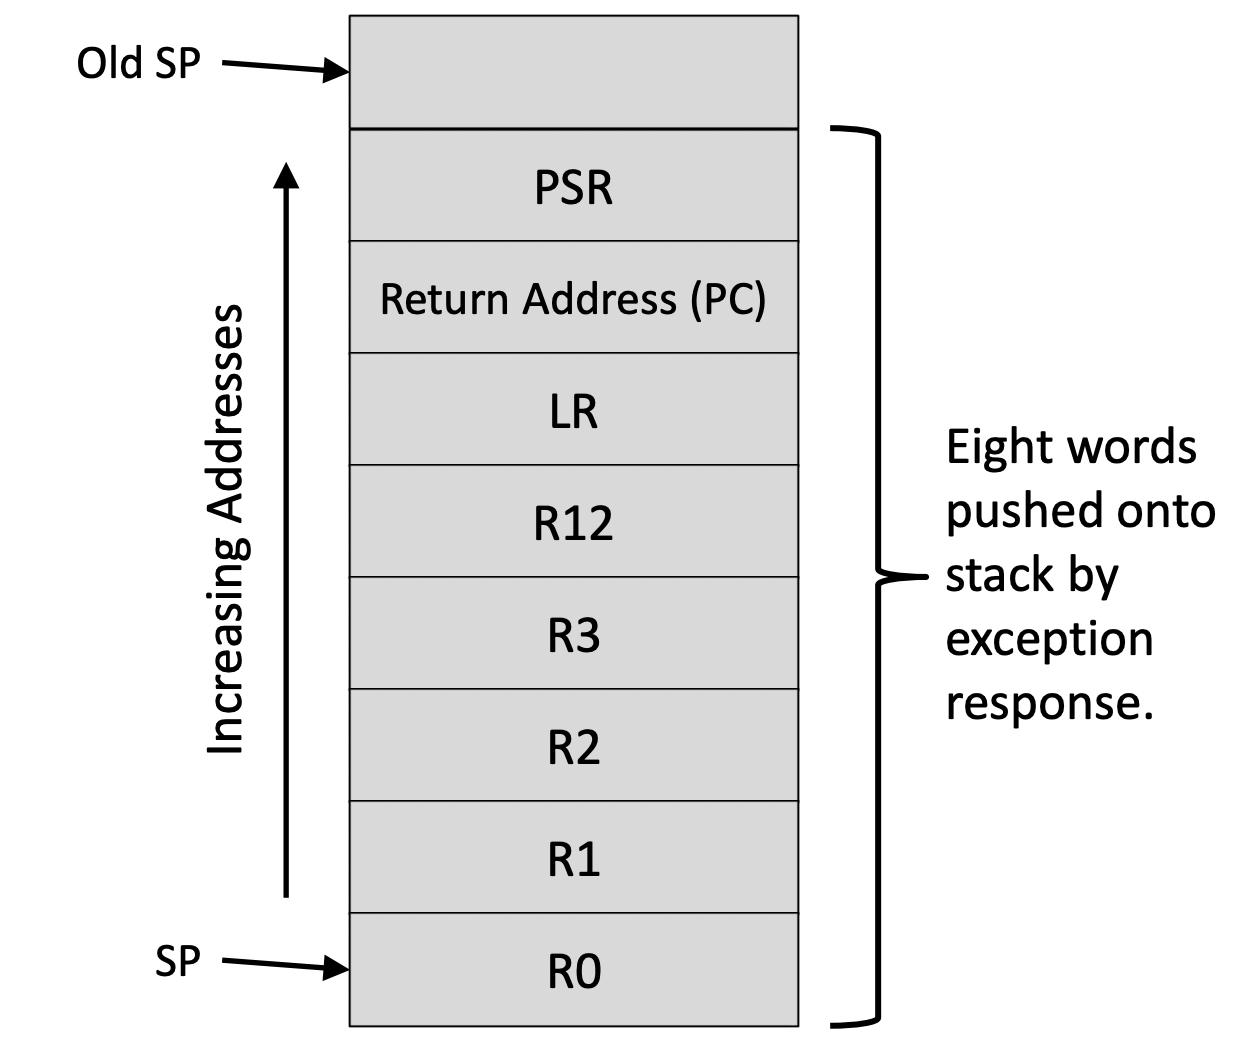 Old SP
PSR
Return Address (PC)
LR
R12
R3
R2
R1
R0
SP
Increasing Addresses
Eight words
pushed onto
stack by
exception
response.